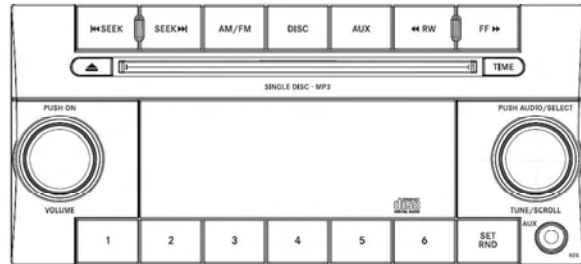 ⏮SEEK SEEK⏭ AM/FM DISC AUX ◀◀ RW FF ▶▶
TIME
SINGLE DISC · MP3
PUSH ON PUSH AUDIO/SELECT
disc
VOLUME TUNE/SCROLL
1 2 3 4 5 6 SET AUX
RND